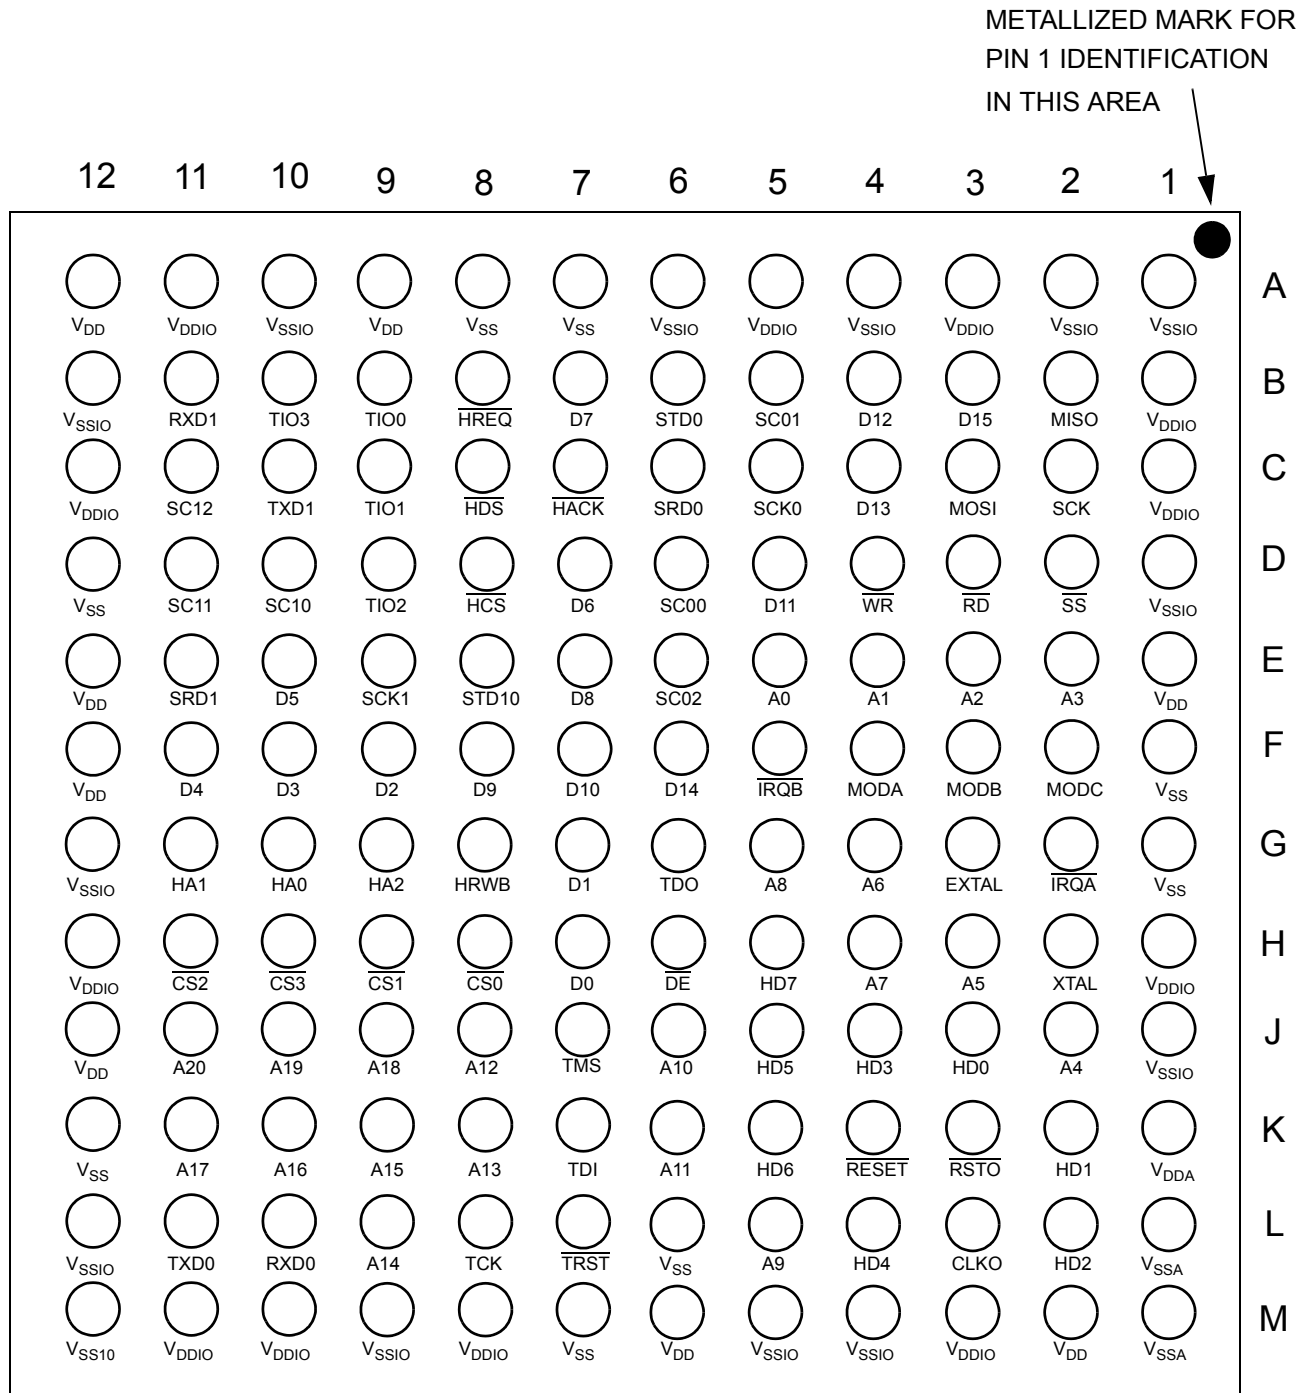 METALLIZED MARK FOR
PIN 1 IDENTIFICATION
IN THIS AREA
12 11 10 9 8 7 6 5 4 3 2 1
A
VDD VDDIO VSSIO VDD VSS VSS VSSIO VDDIO VSSIO VDDIO VSSIO VSSIO
B
VSSIO RXD1 TIO3 TIO0 HREQ D7 STD0 SC01 D12 D15 MISO VDDIO
C
VDDIO SC12 TXD1 TIO1 HDS HACK SRD0 SCK0 D13 MOSI SCK VDDIO
D
VSS SC11 SC10 TIO2 HCS D6 SC00 D11 WR RD SS VSSIO
E
VDD SRD1 D5 SCK1 STD10 D8 SC02 A0 A1 A2 A3 VDD
F
VDD D4 D3 D2 D9 D10 D14 IRQB MODA MODB MODC VSS
G
VSSIO HA1 HA0 HA2 HRWB D1 TDO A8 A6 EXTAL IRQA VSS
H
VDDIO CS2 CS3 CS1 CS0 D0 DE HD7 A7 A5 XTAL VDDIO
J
VDD A20 A19 A18 A12 TMS A10 HD5 HD3 HD0 A4 VSSIO
K
VSS A17 A16 A15 A13 TDI A11 HD6 RESET RSTO HD1 VDDA
L
VSSIO TXD0 RXD0 A14 TCK TRST VSS A9 HD4 CLKO HD2 VSSA
M
VSS10 VDDIO VDDIO VSSIO VDDIO VSS VDD VSSIO VSSIO VDDIO VDD VSSA